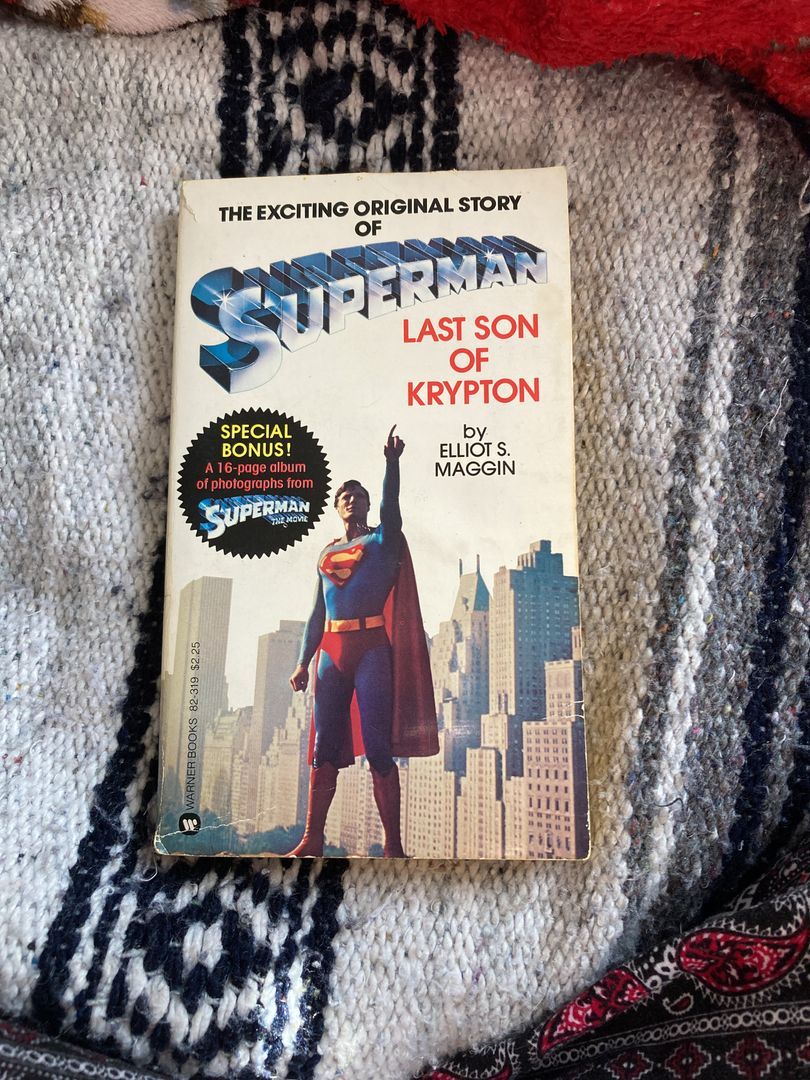 THE EXCITING ORIGINAL STORY
OF
SUPERMAN
LAST SON
OF
KRYPTON
by
ELLIOT S.
MAGGIN
SPECIAL
BONUS!
A 16-page album
of photographs from
SUPERMAN
THE MOVIE
WARNER BOOKS 82-319 $2.25